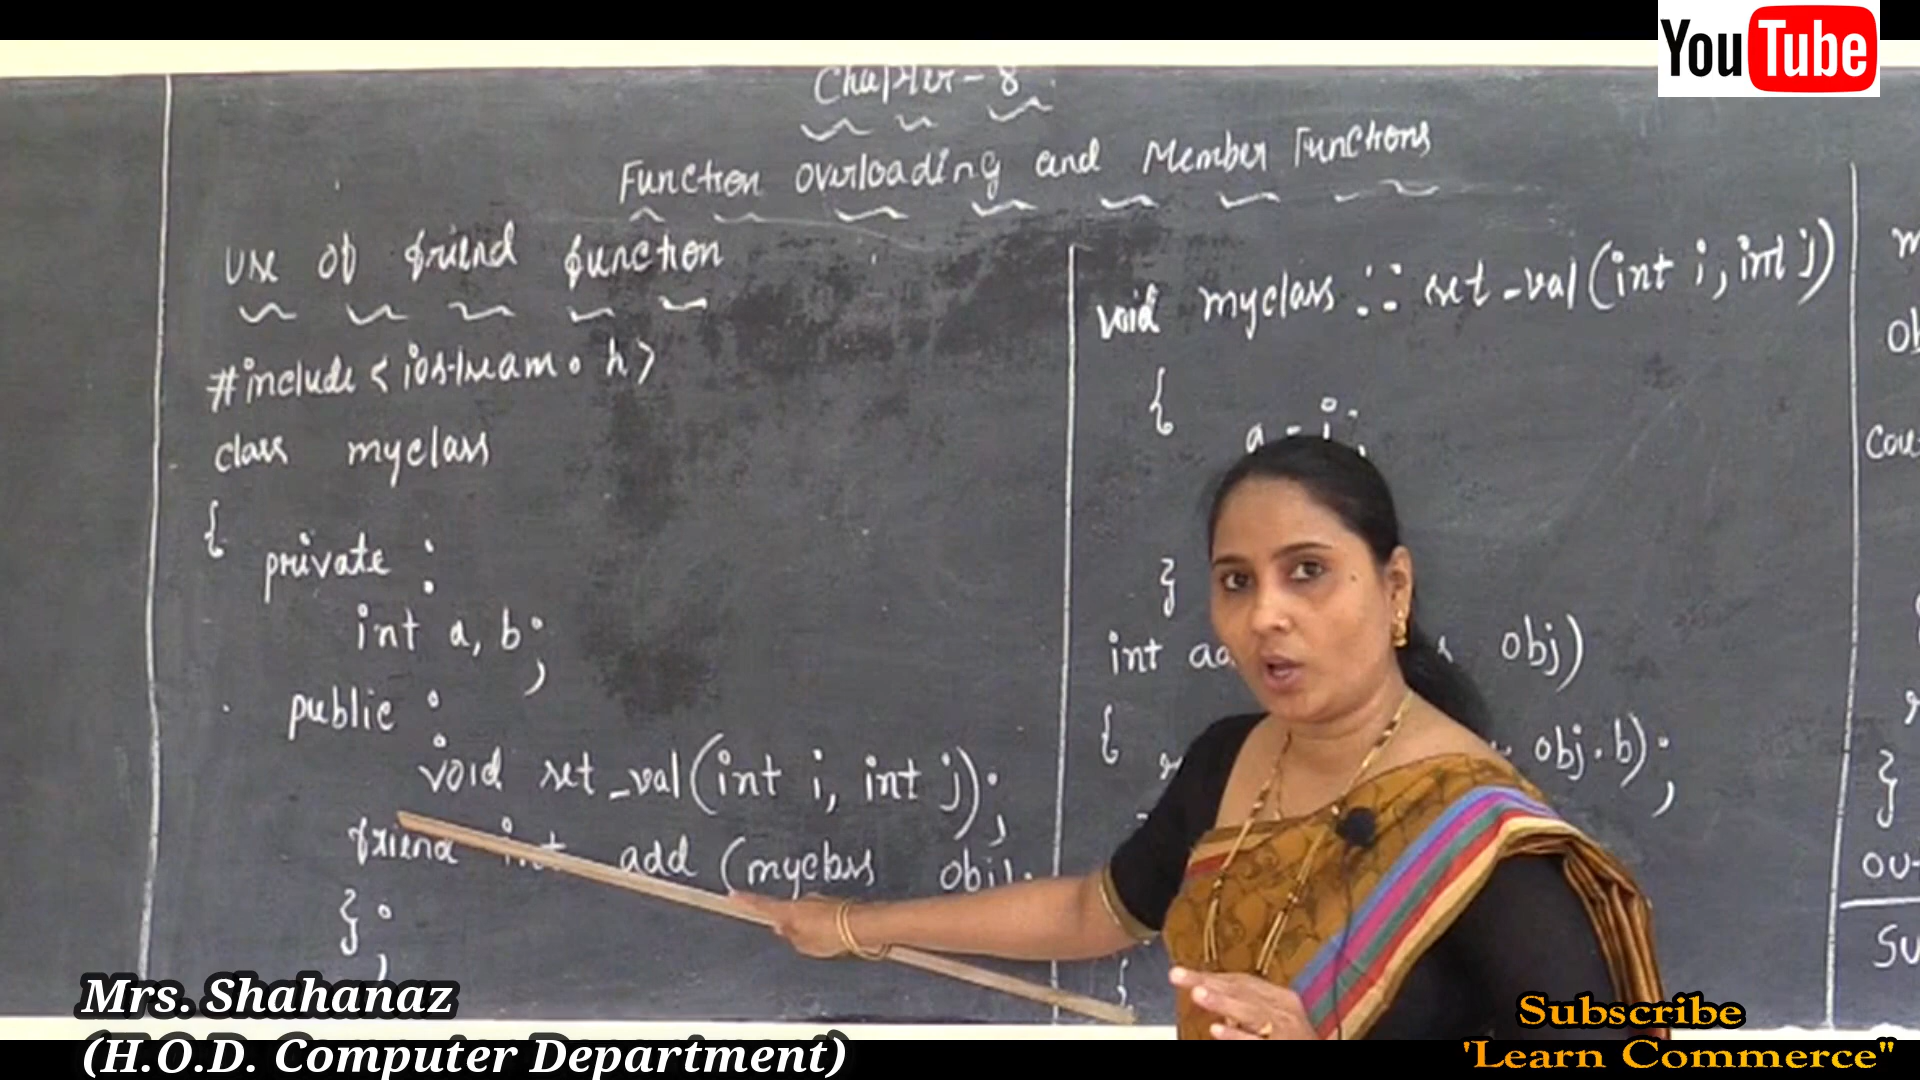 YouTube
Chapter-8
Function overloading and Member Functions
use of friend function
#include <iostream.h>
class myclass
{
private :
int a, b;
public :
void set_val(int i, int j);
friend int add (myclass obj);
};
void myclass :: set_val(int i, int j)
{
a = i;
}
int obj)
{
obj.b);
}
Mrs. Shahanaz
(H.O.D. Computer Department)
Subscribe
'Learn Commerce"